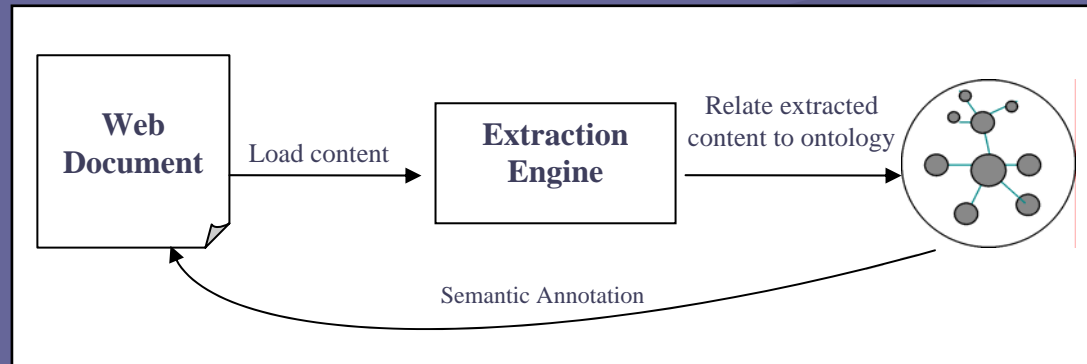 Web
Document
Load content
Extraction
Engine
Relate extracted
content to ontology
Semantic Annotation